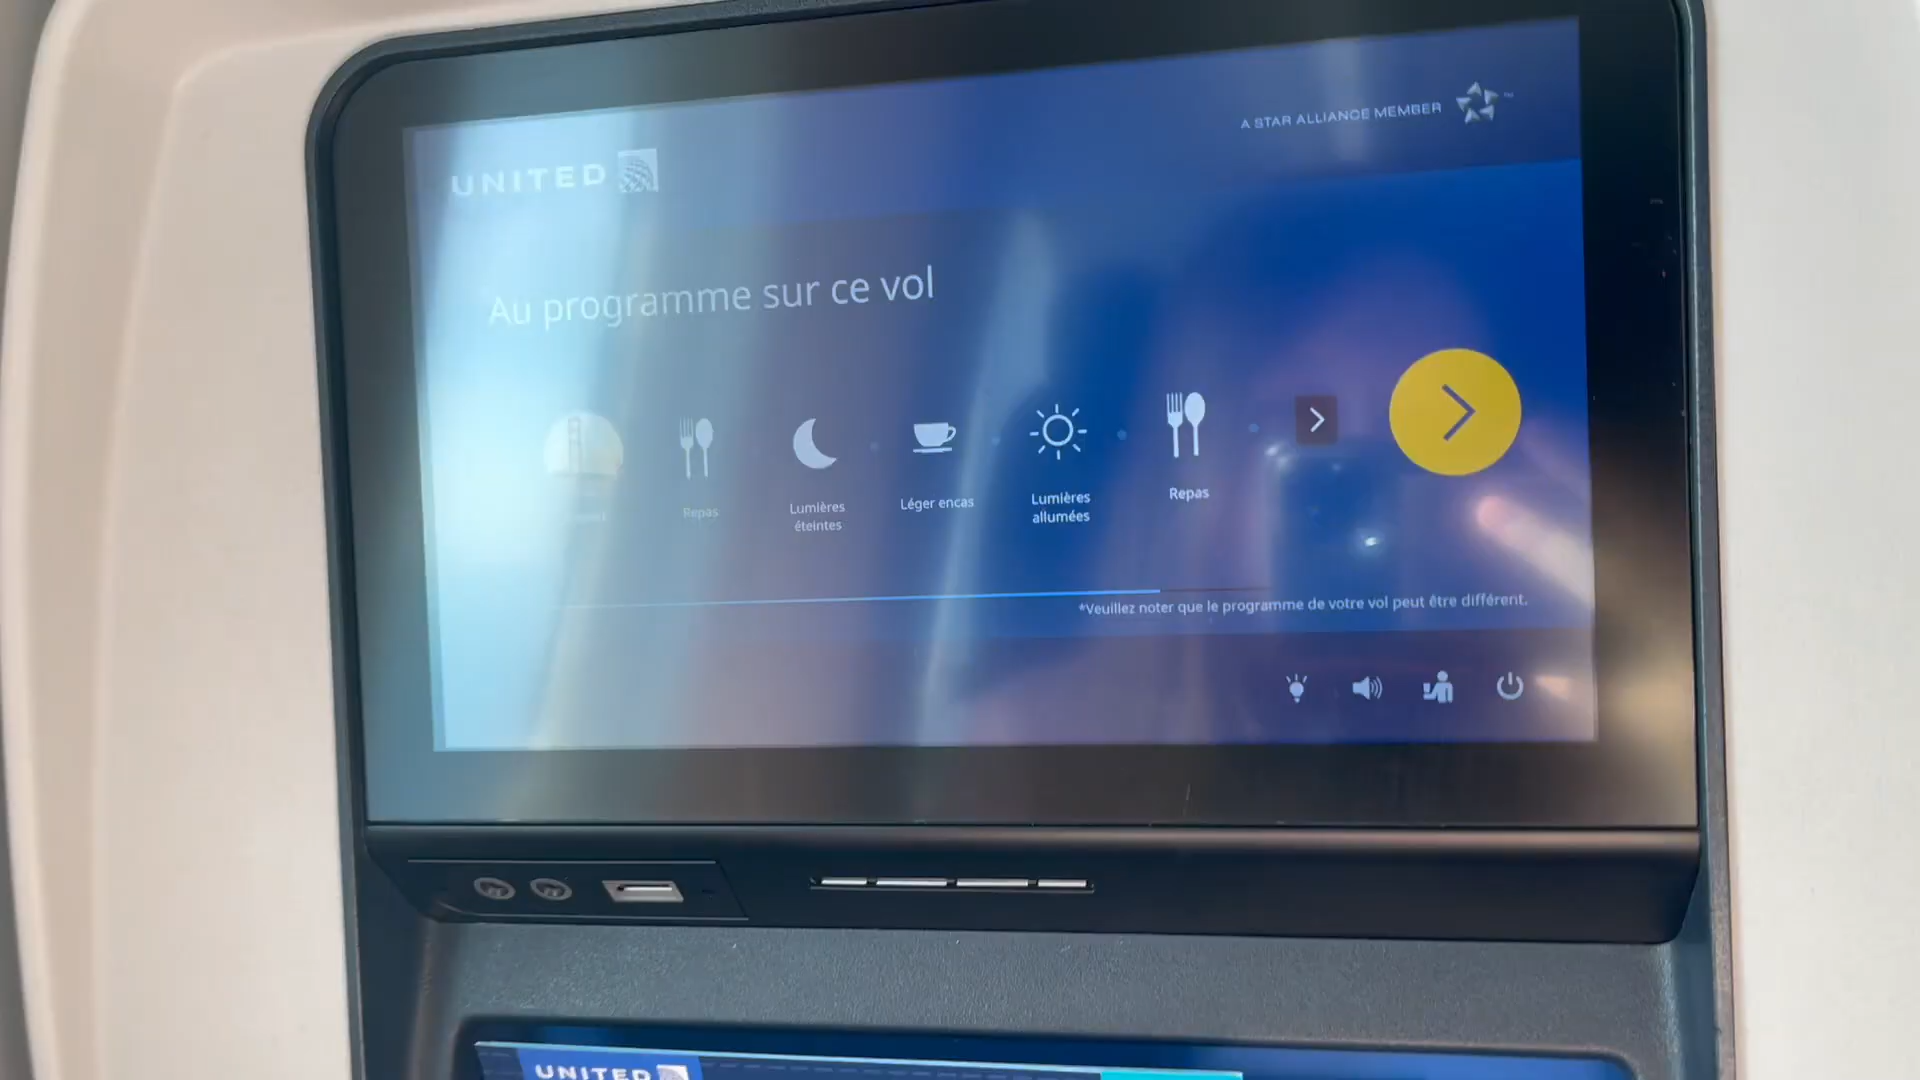 A STAR ALLIANCE MEMBER
UNITED
Au programme sur ce vol
Repas
Lumières
éteintes
Léger encas
Lumières
allumées
Repas
*Veuillez noter que le programme de votre vol peut être différent.
UNITED